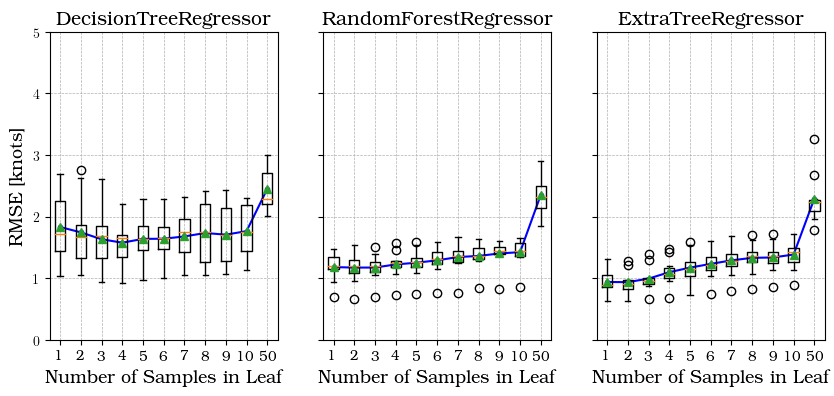 DecisionTreeRegressor
RandomForestRegressor
ExtraTreeRegressor
RMSE [knots]
5
4
3
2
1
0
1 2 3 4 5 6 7 8 9 10 50
1 2 3 4 5 6 7 8 9 10 50
1 2 3 4 5 6 7 8 9 10 50
Number of Samples in Leaf
Number of Samples in Leaf
Number of Samples in Leaf